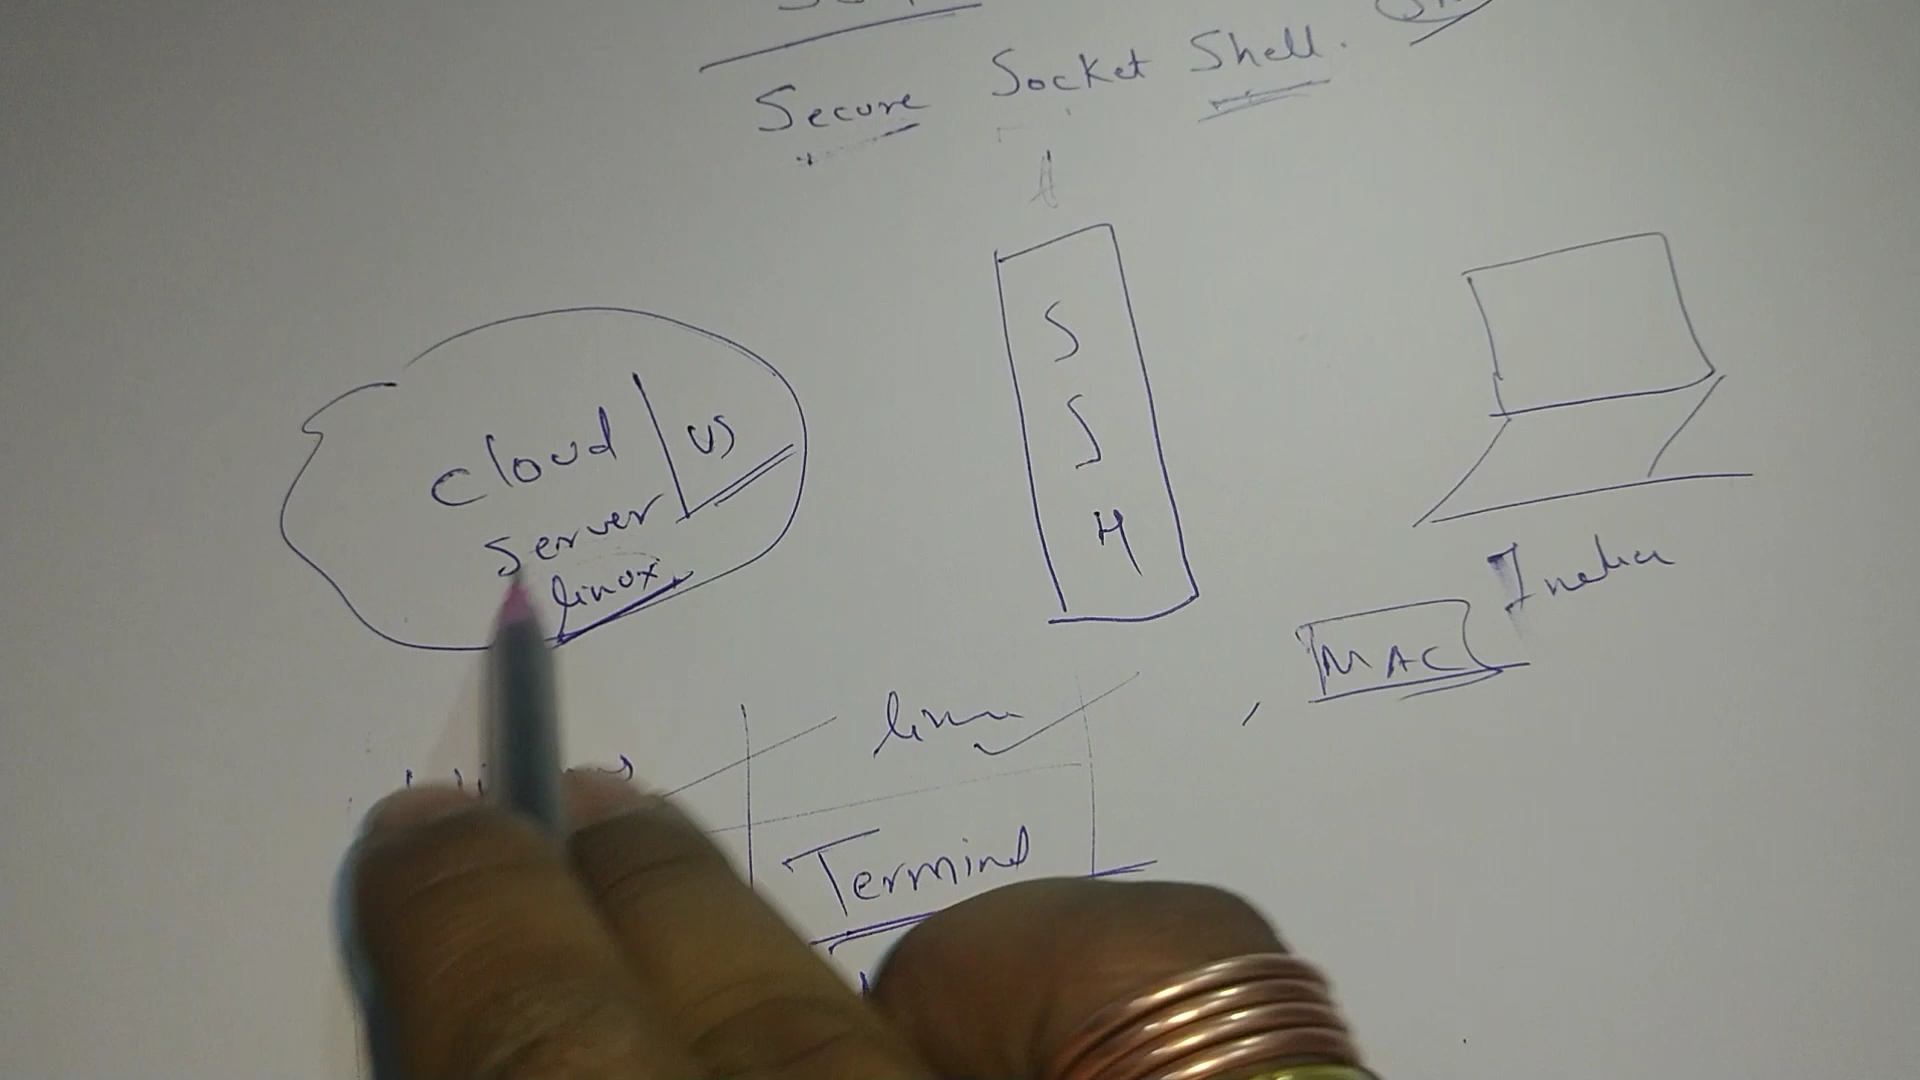 Secure Socket Shell.
cloud US
server
linux
S
S
H
India
MAC
Terminal